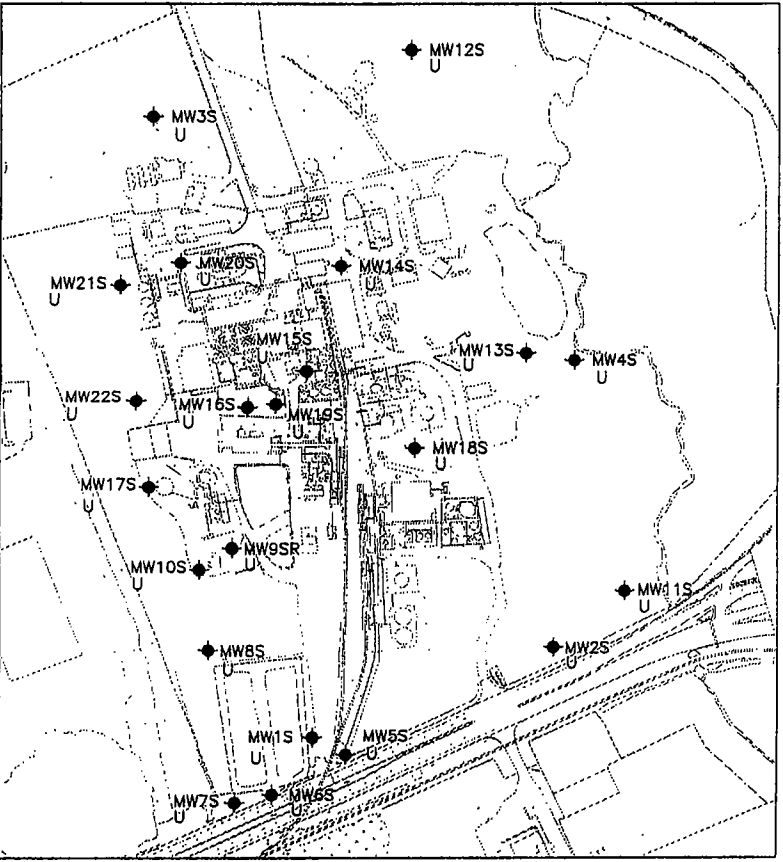 MW12S
U
MW3S
U
MW20S
U
MW14S
U
MW21S
U
MW15S
U
MW13S
U
MW4S
U
MW22S
U
MW16S
U
MW19S
U
MW18S
U
MW17S
U
MW9SR
U
MW10S
U
MW11S
U
MW2S
U
MW8S
U
MW1S
U
MW5S
U
MW6S
U
MW7S
U